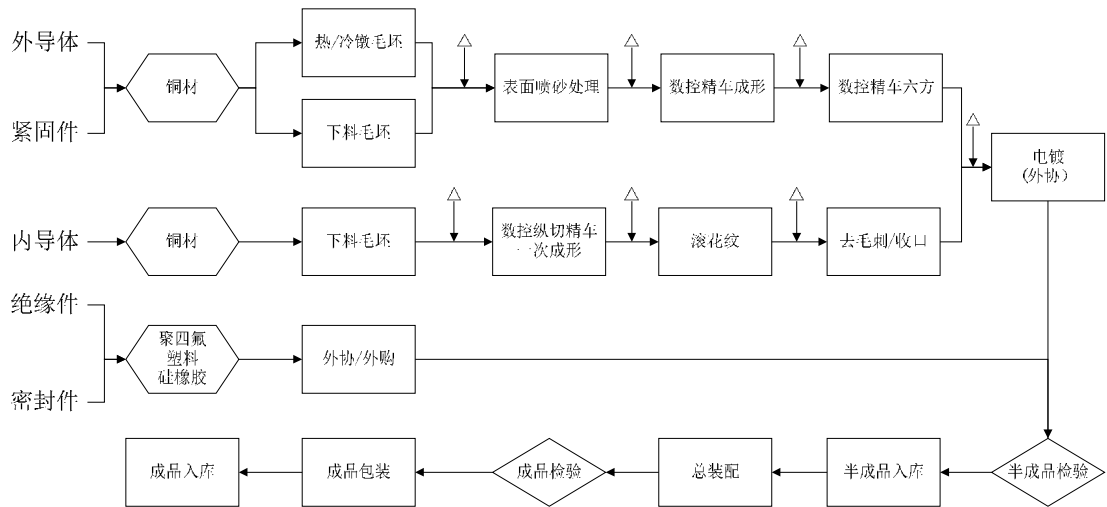 外导体
紧固件
铜材
热/冷镦毛坯
下料毛坯
△
表面喷砂处理
△
数控精车成形
△
数控精车六方
△
电镀
(外协)
内导体
铜材
下料毛坯
△
数控纵切精车
一次成形
△
滚花纹
△
去毛刺/收口
绝缘件
密封件
聚四氟
塑料
硅橡胶
外协/外购
成品入库
成品包装
成品检验
总装配
半成品入库
半成品检验